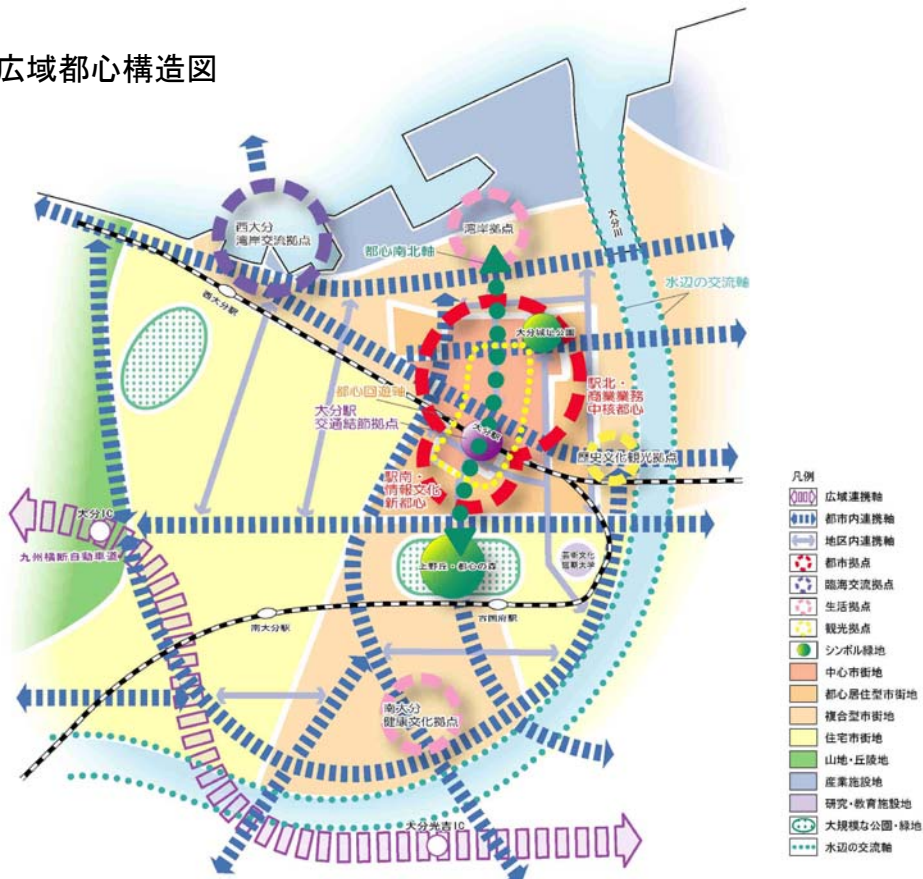 広域都心構造図
西大分
湾岸交流拠点
湾岸拠点
都心南北軸
大分川
水辺の交流軸
西大分駅
大分城址公園
都心回遊軸
大分駅
交通結節拠点
大分駅
駅北・
商業業務
中核都心
歴史文化観光拠点
駅南・
情報文化
新都心
大分IC
九州横断自動車道
上野丘・都心の森
芸術文化
短期大学
南大分駅
古国府駅
南大分
健康文化拠点
大分光吉IC
凡例
広域連携軸
都市内連携軸
地区内連携軸
都市拠点
臨海交流拠点
生活拠点
観光拠点
シンボル緑地
中心市街地
都心居住型市街地
複合型市街地
住宅市街地
山地・丘陵地
産業施設地
研究・教育施設地
大規模な公園・緑地
水辺の交流軸